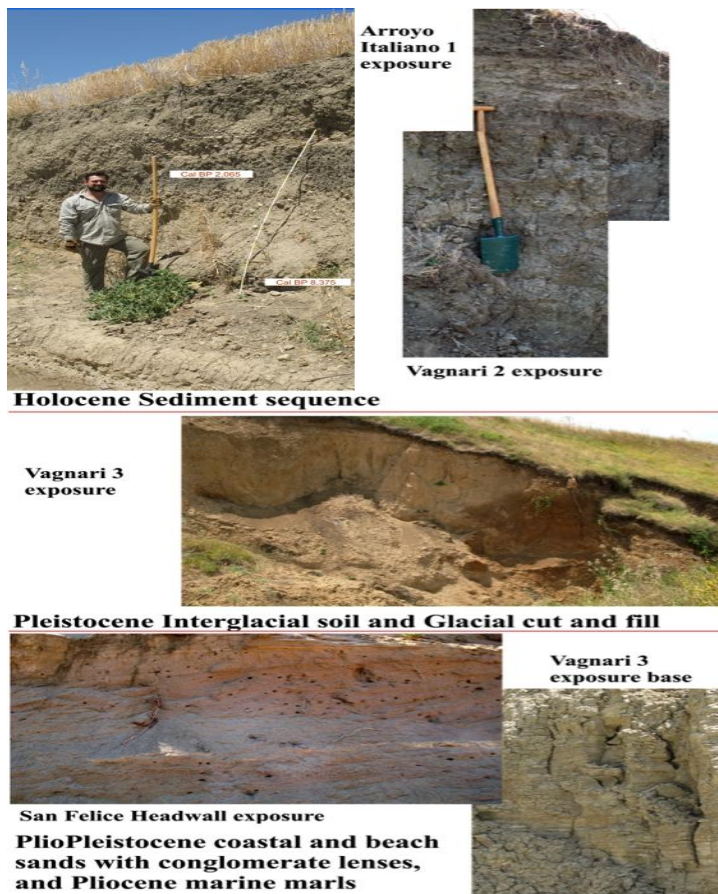 Arroyo
Italiano 1
exposure
Cal BP 2.065
Cal BP 8.375
Vagnari 2 exposure
Holocene Sediment sequence
Vagnari 3
exposure
Pleistocene Interglacial soil and Glacial cut and fill
Vagnari 3
exposure base
San Felice Headwall exposure
PlioPleistocene coastal and beach
sands with conglomerate lenses,
and Pliocene marine marls